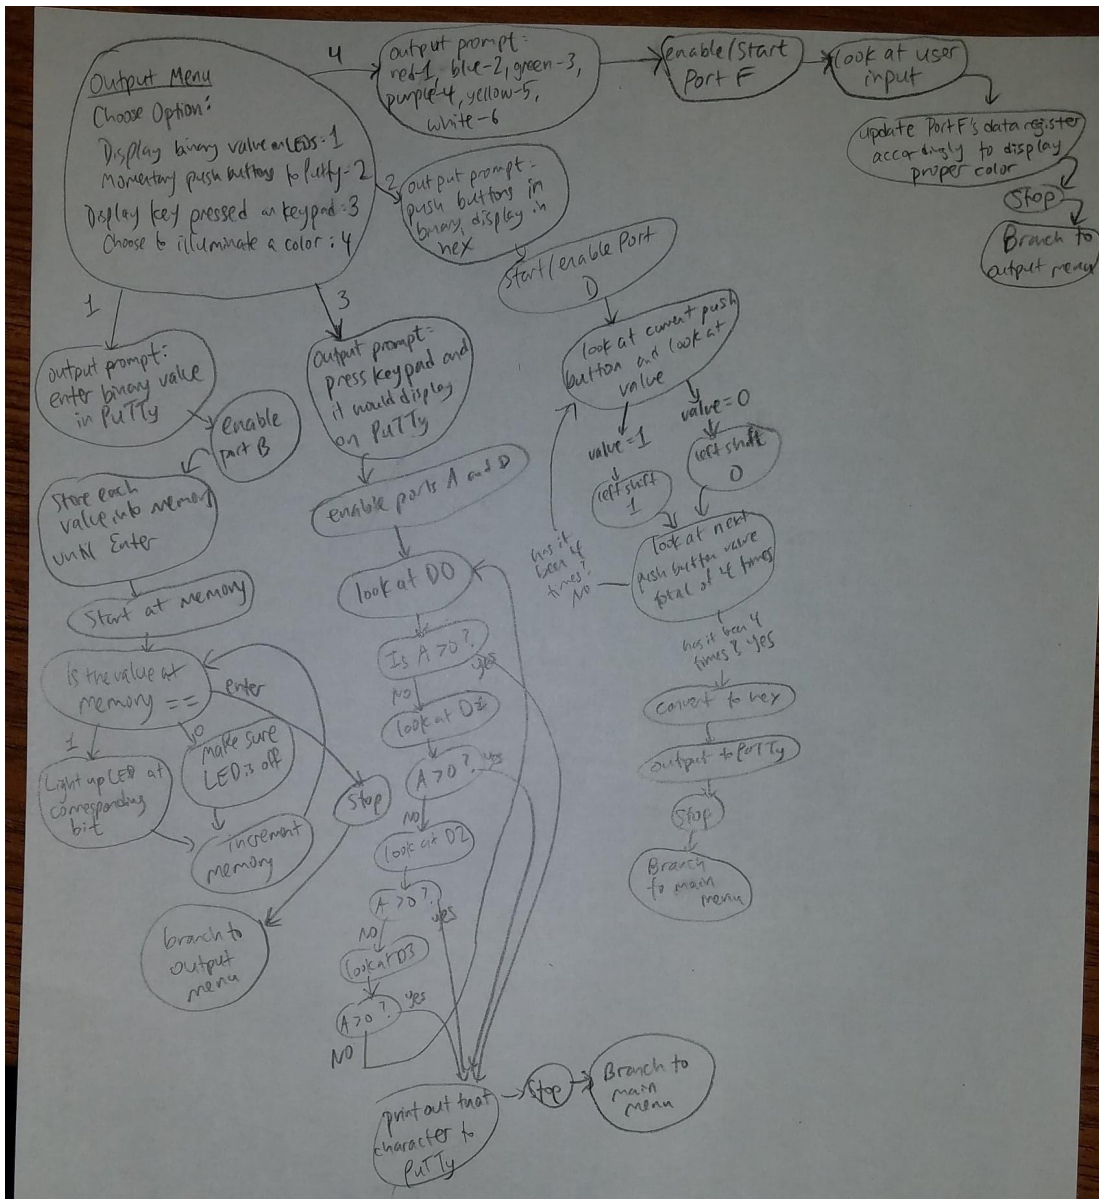 Output Menu
Choose Option:
Display binary value on LEDs: 1
Momentary push buttons to Putty- 2
Display key pressed on keypad: 3
Choose to illuminate a color: 4
4
output prompt:
red-1, blue-2, green-3,
purple-4, yellow-5,
white-6
enable/Start
Port F
look at user
input
update Port F's data register
accordingly to display
proper color
Stop
Branch to
output menu
2
output prompt:
push buttons in
binary, display in
hex
Start/enable Port
D
look at current push
button and look at
value
value=1
value=0
left shift
1
left shift
0
look at next
push button value
total of 4 times
has it
been 4
times?
No
has it been 4
times? yes
convert to hex
output to PuTTy
Stop
Branch
to main
menu
1
output prompt:
enter binary value
in PuTTy
enable
port B
Store each
value into memory
until Enter
Start at memory
is the value at
memory ==
enter
1
0
Light up LED at
corresponding
bit
make sure
LED is off
increment
memory
Stop
branch to
output
menu
3
output prompt:
press keypad and
it would display
on PuTTy
enable ports A and D
look at D0
Is A>0?
yes
NO
look at D1
A>0?
yes
NO
look at D2
A>0?
yes
NO
look at D3
A>0?
yes
NO
print out that
character to
PuTTy
Stop
Branch to
main
menu